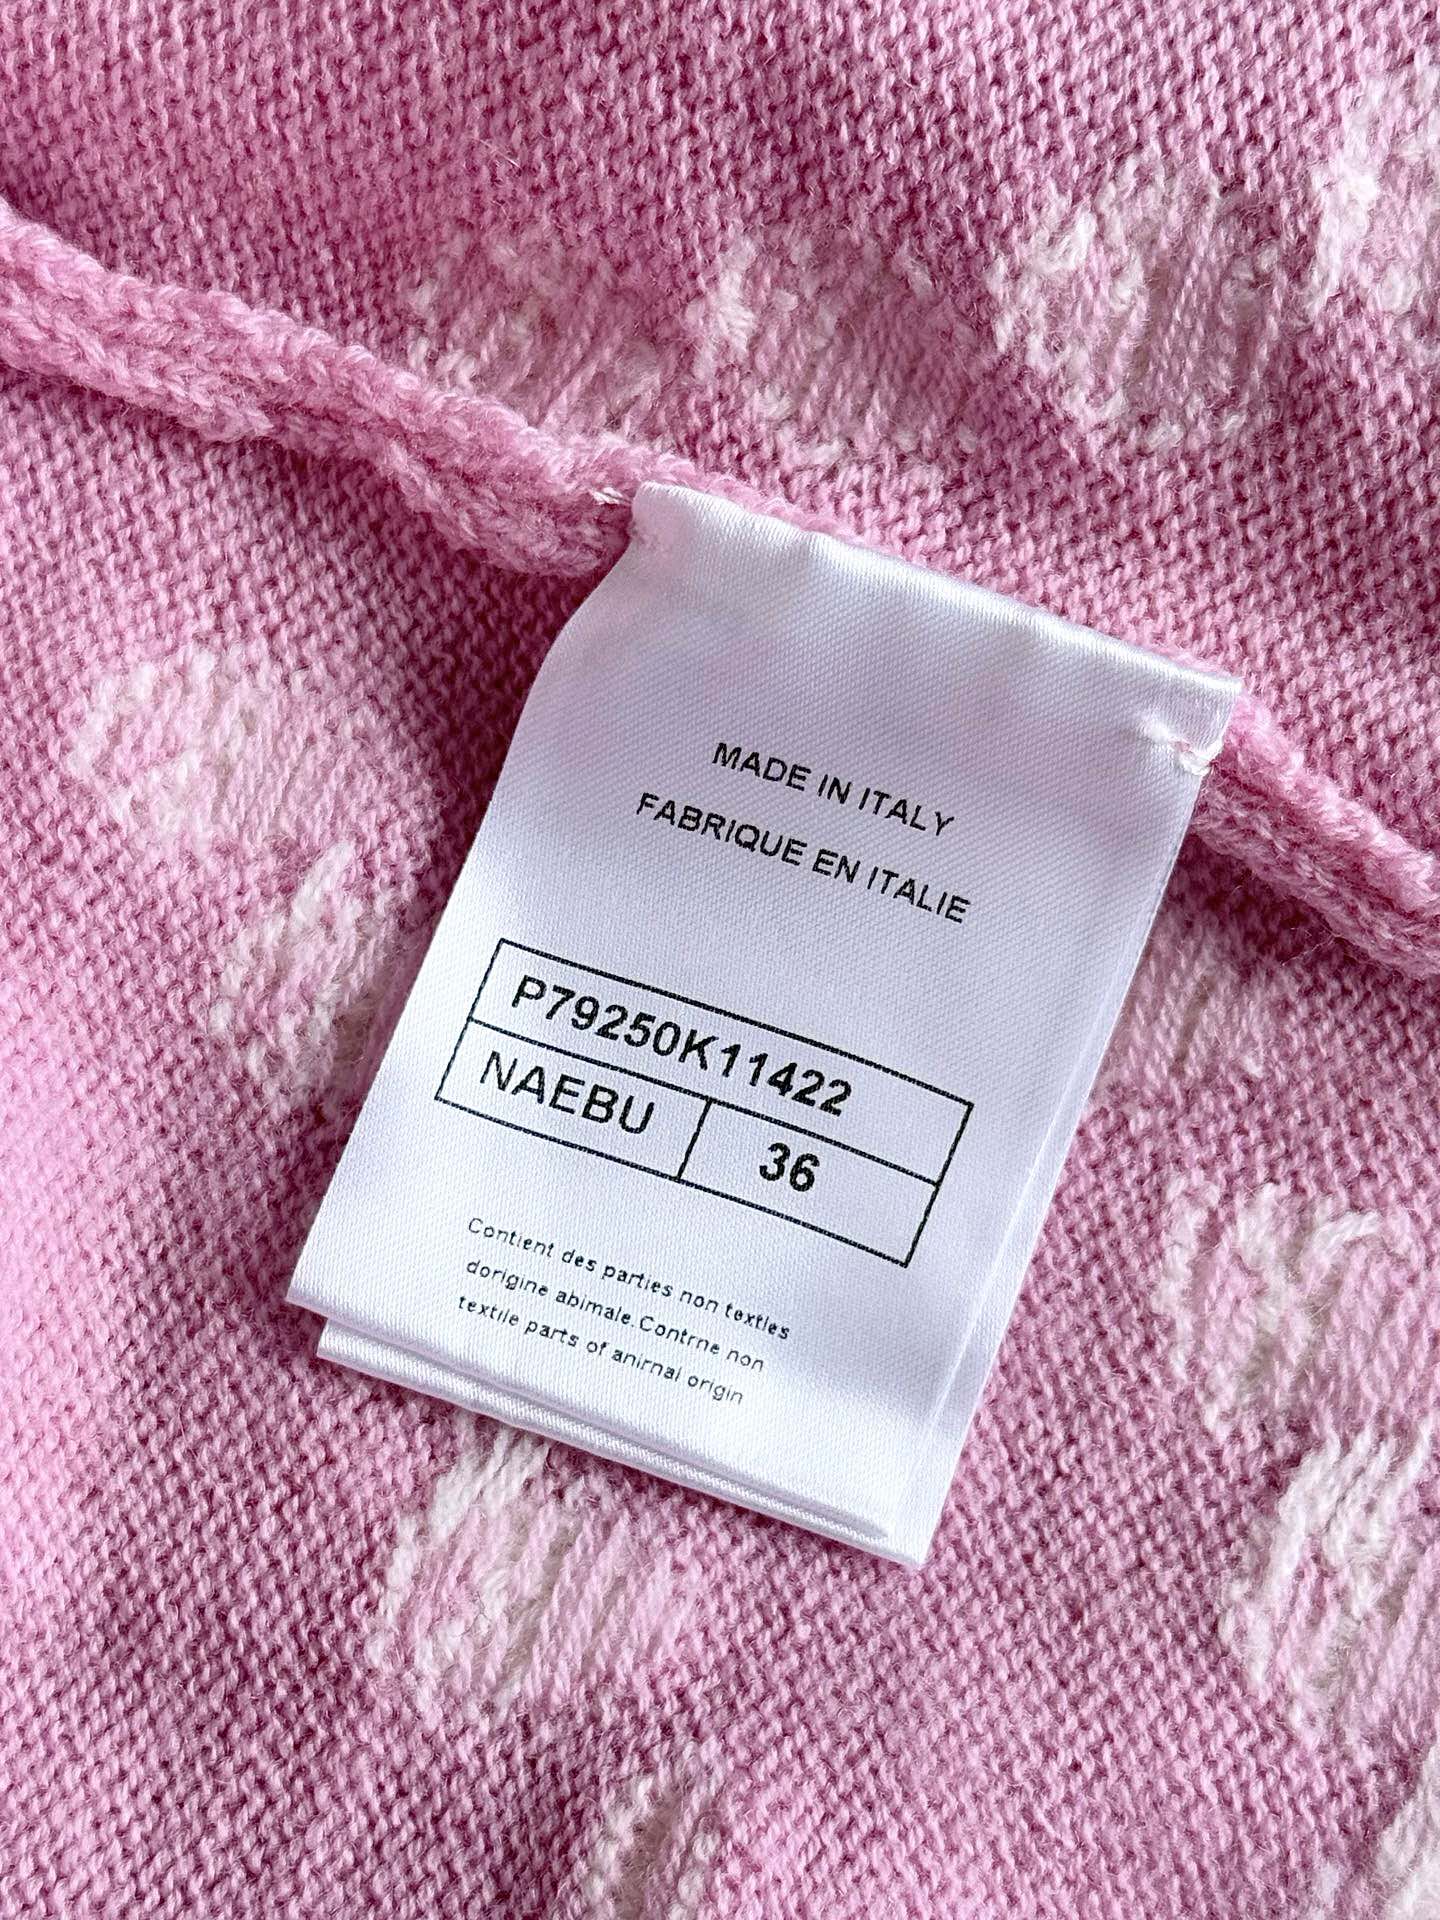 MADE IN ITALY
FABRIQUE EN ITALIE
P79250K11422
NAEBU 36
Contient des parties non textles
dorigine abimale.Contrne non
textile parts of anirnal origin